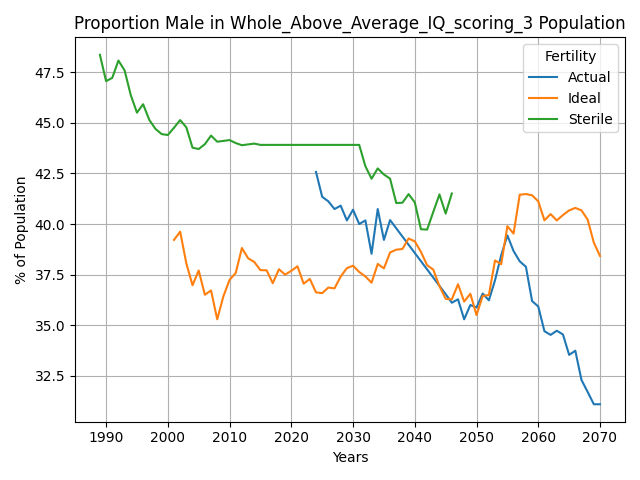 Proportion Male in Whole_Above_Average_IQ_scoring_3 Population
Fertility
Actual
Ideal
Sterile
% of Population
47.5
45.0
42.5
40.0
37.5
35.0
32.5
1990 2000 2010 2020 2030 2040 2050 2060 2070
Years